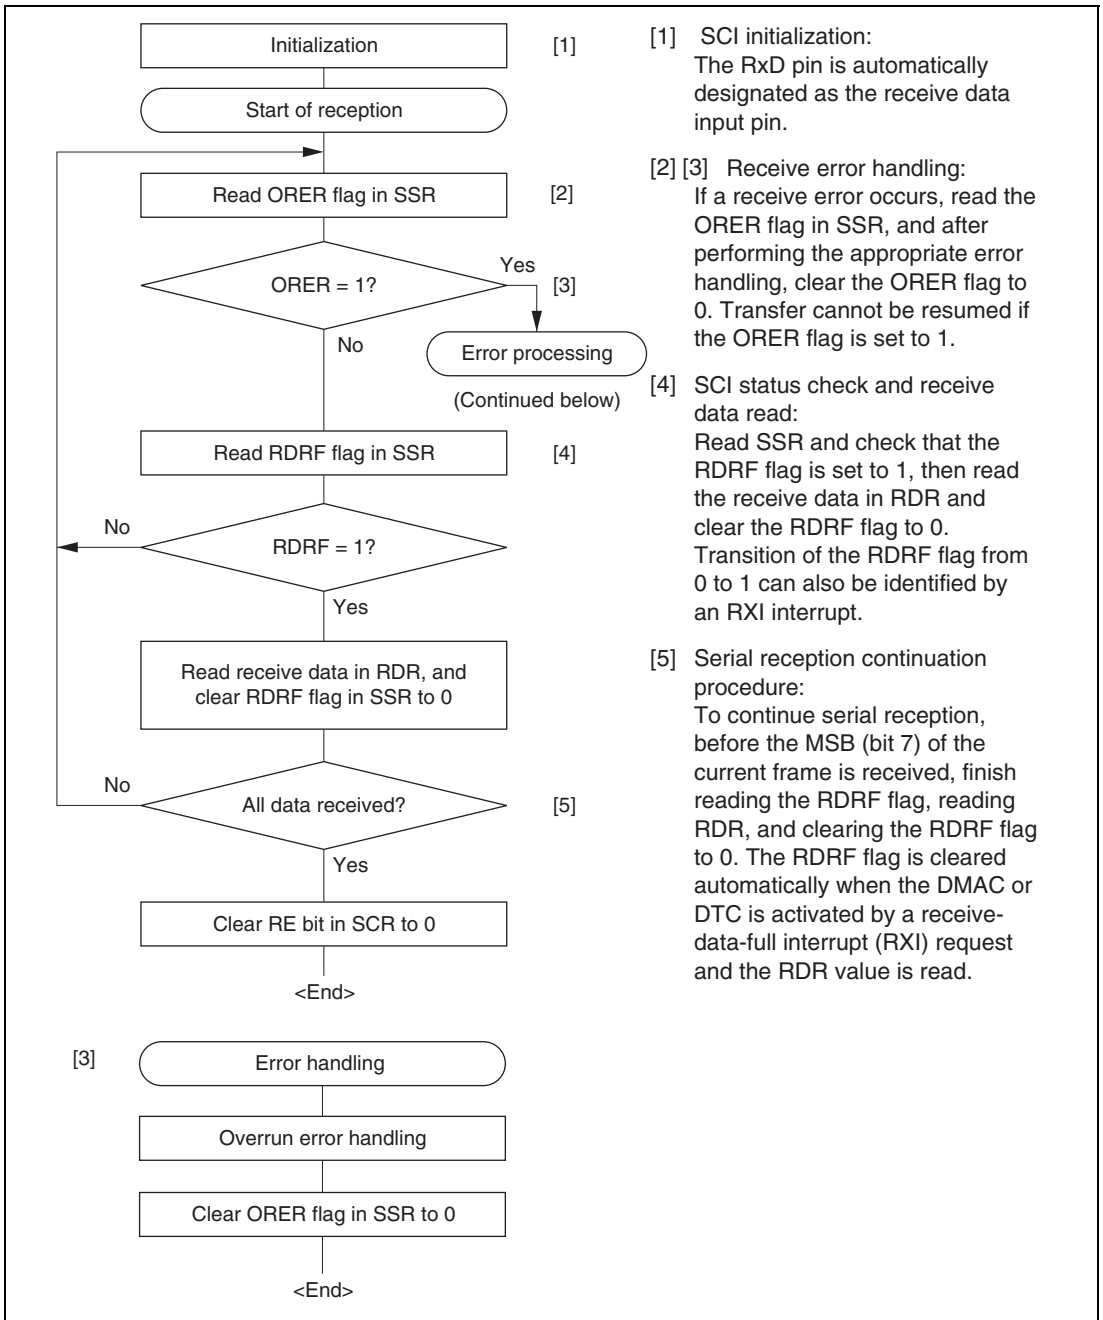 Initialization
[1]
Start of reception
Read ORER flag in SSR
[2]
ORER = 1?
Yes
[3]
No
Error processing
(Continued below)
Read RDRF flag in SSR
[4]
No
RDRF = 1?
Yes
Read receive data in RDR, and
clear RDRF flag in SSR to 0
No
All data received?
[5]
Yes
Clear RE bit in SCR to 0
<End>
[3]
Error handling
Overrun error handling
Clear ORER flag in SSR to 0
<End>
[1] SCI initialization:
The RxD pin is automatically
designated as the receive data
input pin.
[2] [3] Receive error handling:
If a receive error occurs, read the
ORER flag in SSR, and after
performing the appropriate error
handling, clear the ORER flag to
0. Transfer cannot be resumed if
the ORER flag is set to 1.
[4] SCI status check and receive
data read:
Read SSR and check that the
RDRF flag is set to 1, then read
the receive data in RDR and
clear the RDRF flag to 0.
Transition of the RDRF flag from
0 to 1 can also be identified by
an RXI interrupt.
[5] Serial reception continuation
procedure:
To continue serial reception,
before the MSB (bit 7) of the
current frame is received, finish
reading the RDRF flag, reading
RDR, and clearing the RDRF flag
to 0. The RDRF flag is cleared
automatically when the DMAC or
DTC is activated by a receive-
data-full interrupt (RXI) request
and the RDR value is read.